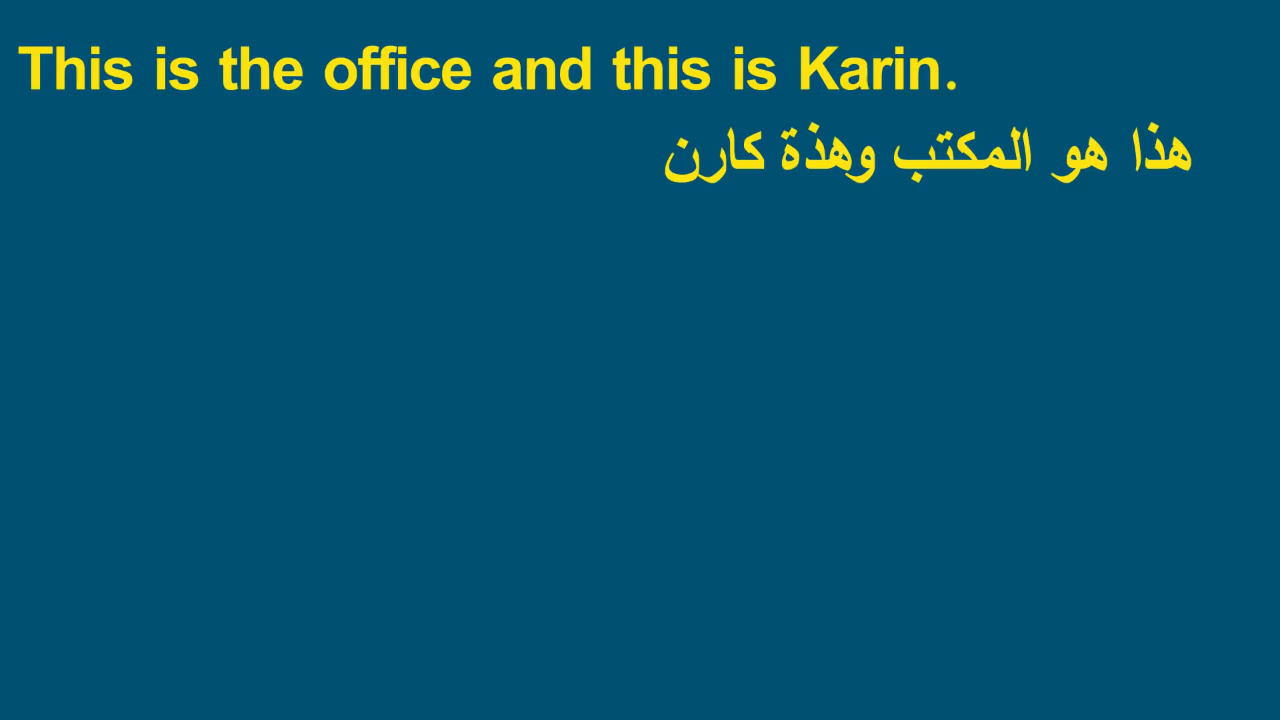 This is the office and this is Karin.
هذا هو المكتب وهذة كارن